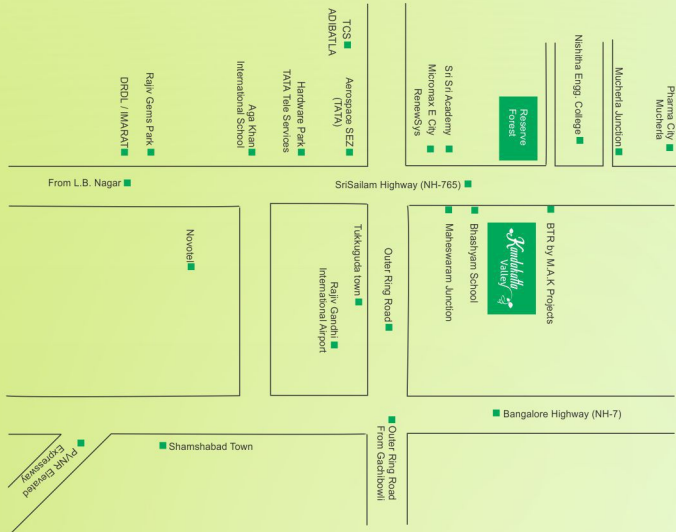 Pharma City
Mucherla
Mucherla Junction
Nishitha Engg. College
Reserve
Forest
Sri Sri Academy
Micromax E City
RenewSys
TCS
ADIBATLA
Aerospace SEZ
(TATA)
Hardware Park
TATA Tele Services
Aga Khan
International School
Rajiv Gems Park
DRDL / IMARAT
From L.B. Nagar
SriSailam Highway (NH-765)
BTR by M.A.K Projects
Kandakatla
Valley
Bhashyam School
Maheswaram Junction
Outer Ring Road
Tukkuguda town
Rajiv Gandhi
International Airport
Novotel
Bangalore Highway (NH-7)
Outer Ring Road
From Gachibowli
Shamshabad Town
PVNR Elevated
Expressway